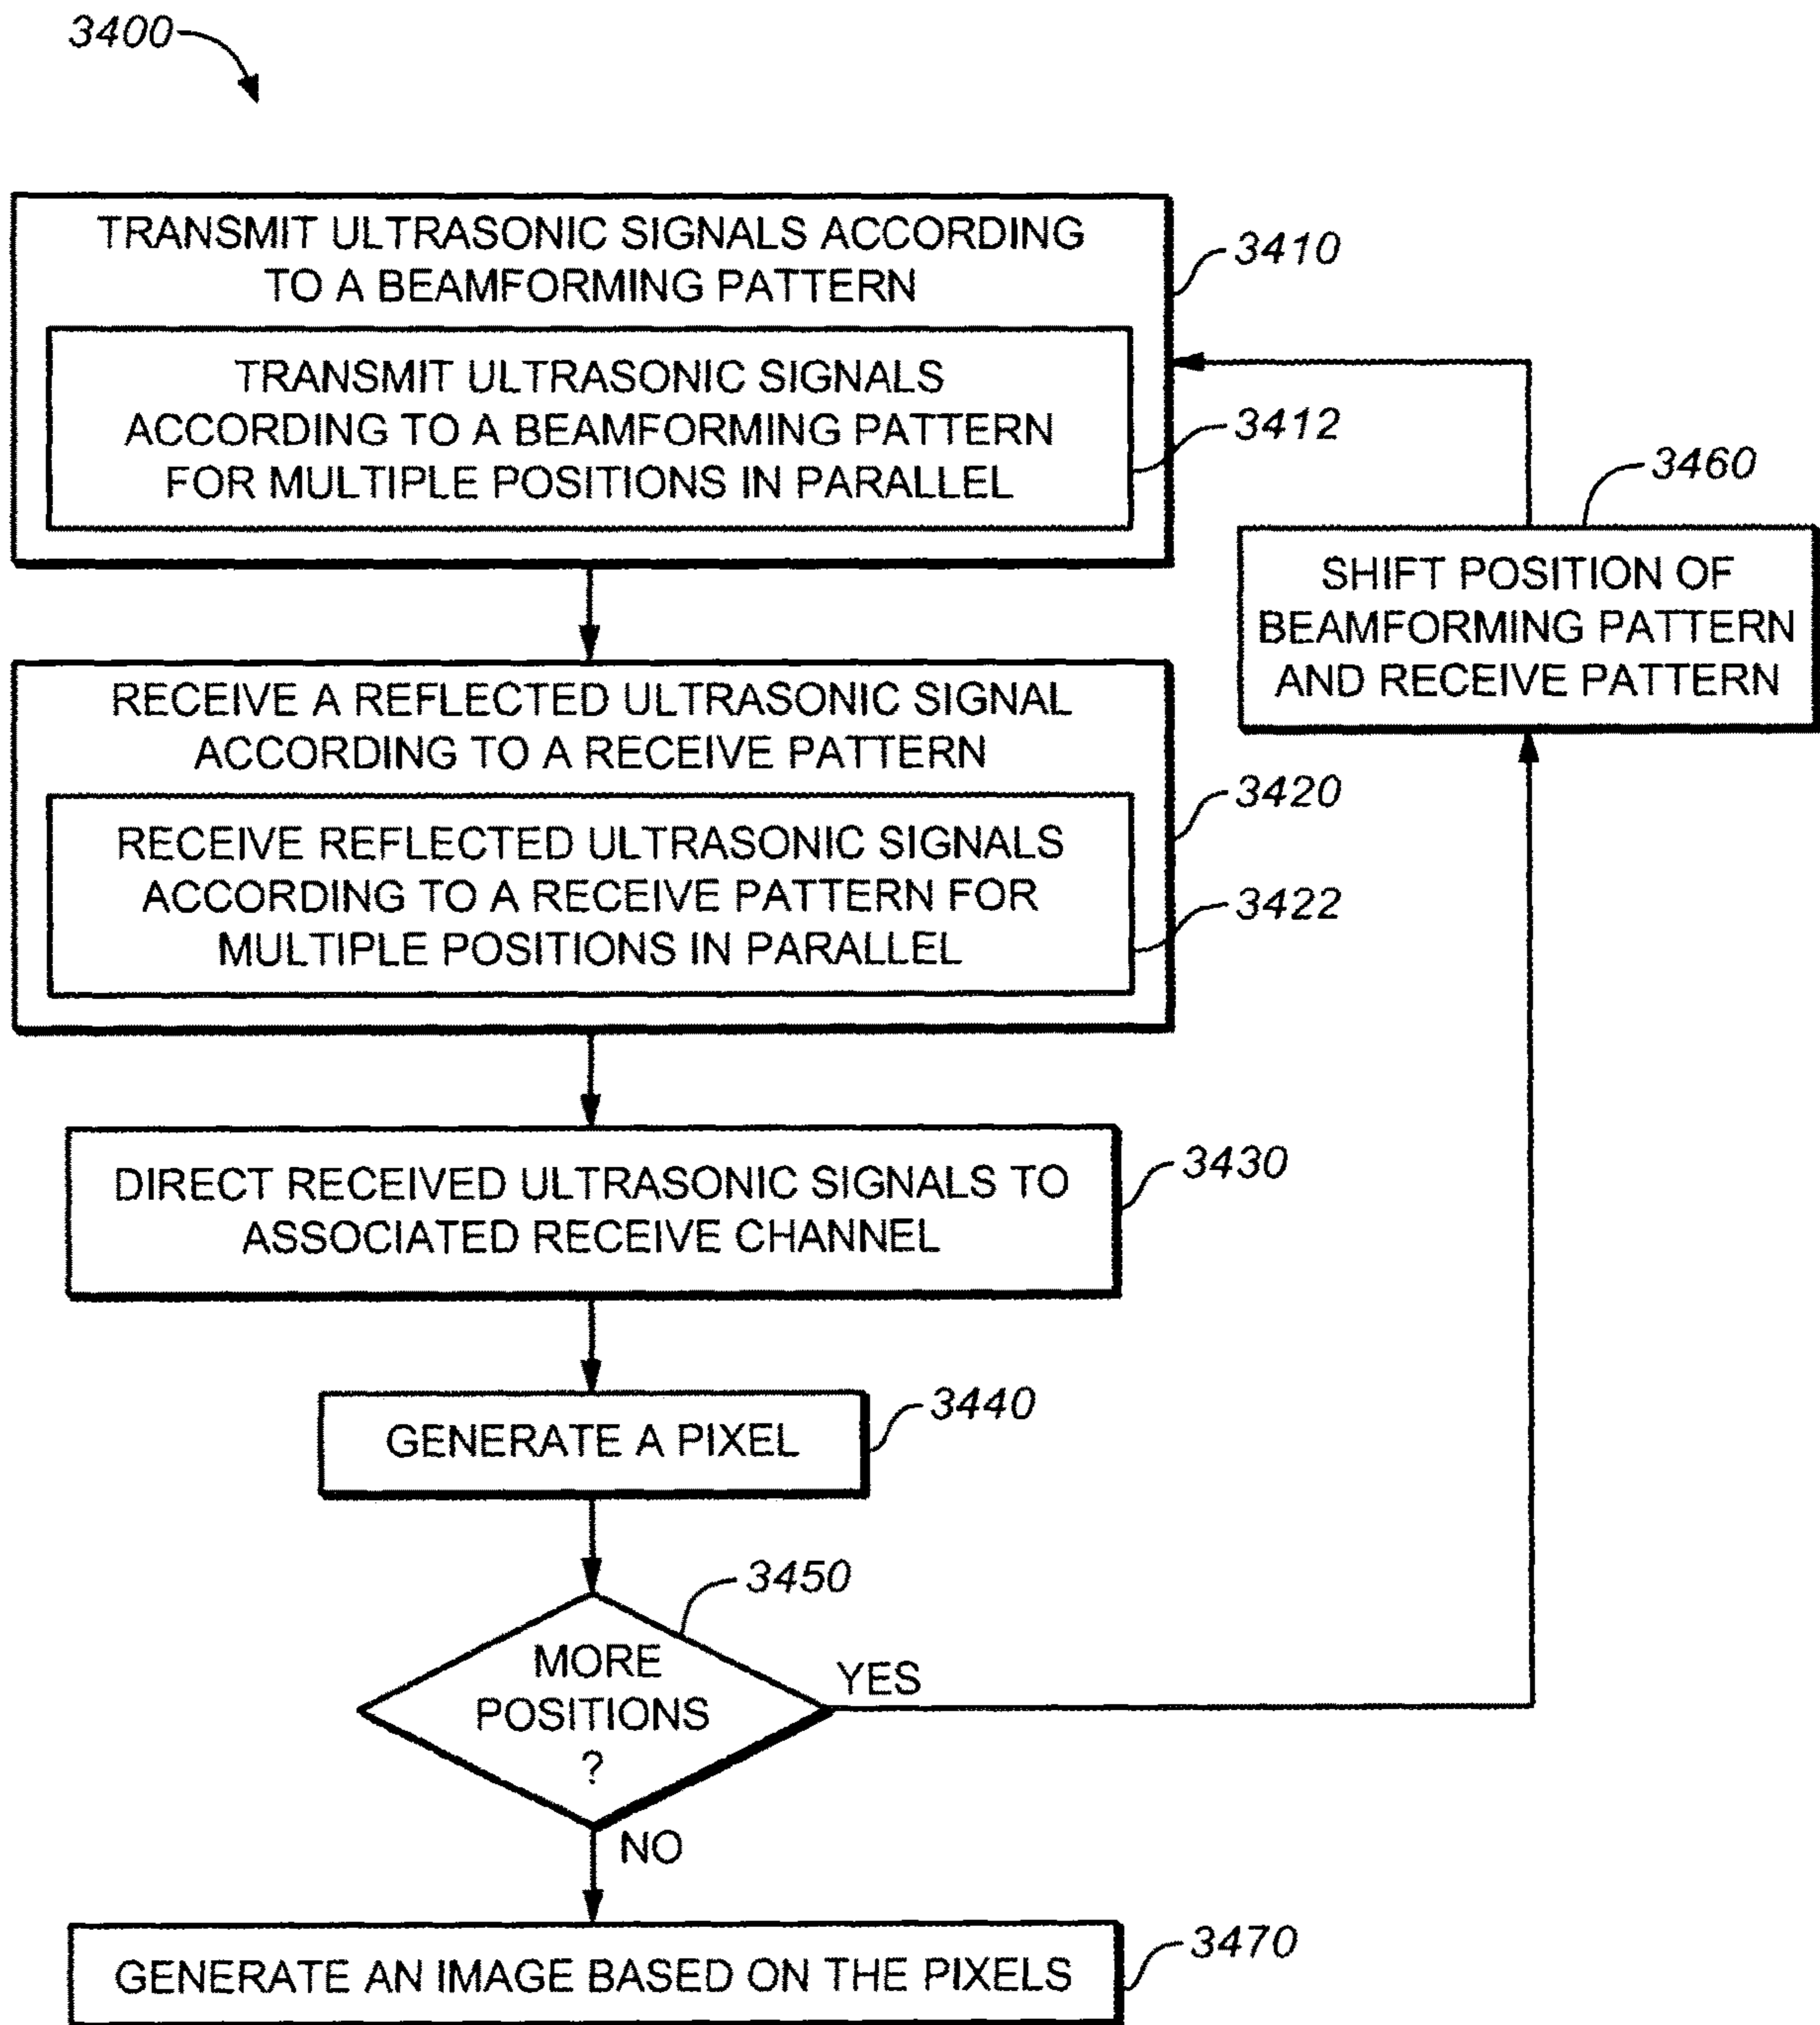 3400
TRANSMIT ULTRASONIC SIGNALS ACCORDING
TO A BEAMFORMING PATTERN
3410
TRANSMIT ULTRASONIC SIGNALS
ACCORDING TO A BEAMFORMING PATTERN
FOR MULTIPLE POSITIONS IN PARALLEL
3412
3460
SHIFT POSITION OF
BEAMFORMING PATTERN
AND RECEIVE PATTERN
RECEIVE A REFLECTED ULTRASONIC SIGNAL
ACCORDING TO A RECEIVE PATTERN
3420
RECEIVE REFLECTED ULTRASONIC SIGNALS
ACCORDING TO A RECEIVE PATTERN FOR
MULTIPLE POSITIONS IN PARALLEL
3422
DIRECT RECEIVED ULTRASONIC SIGNALS TO
ASSOCIATED RECEIVE CHANNEL
3430
GENERATE A PIXEL
3440
3450
MORE
POSITIONS
?
YES
NO
GENERATE AN IMAGE BASED ON THE PIXELS
3470